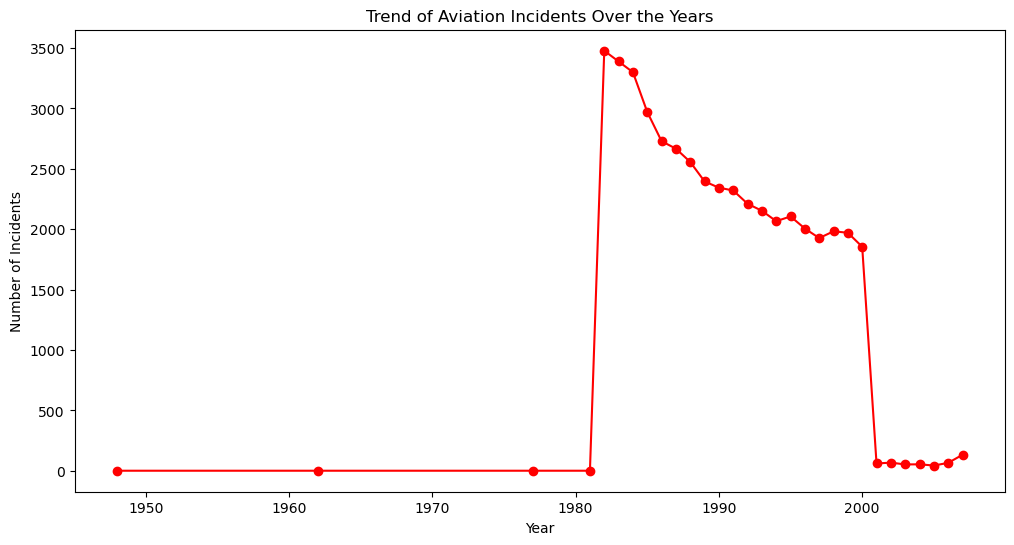 Trend of Aviation Incidents Over the Years
Number of Incidents
3500
3000
2500
2000
1500
1000
500
0
1950 1960 1970 1980 1990 2000
Year